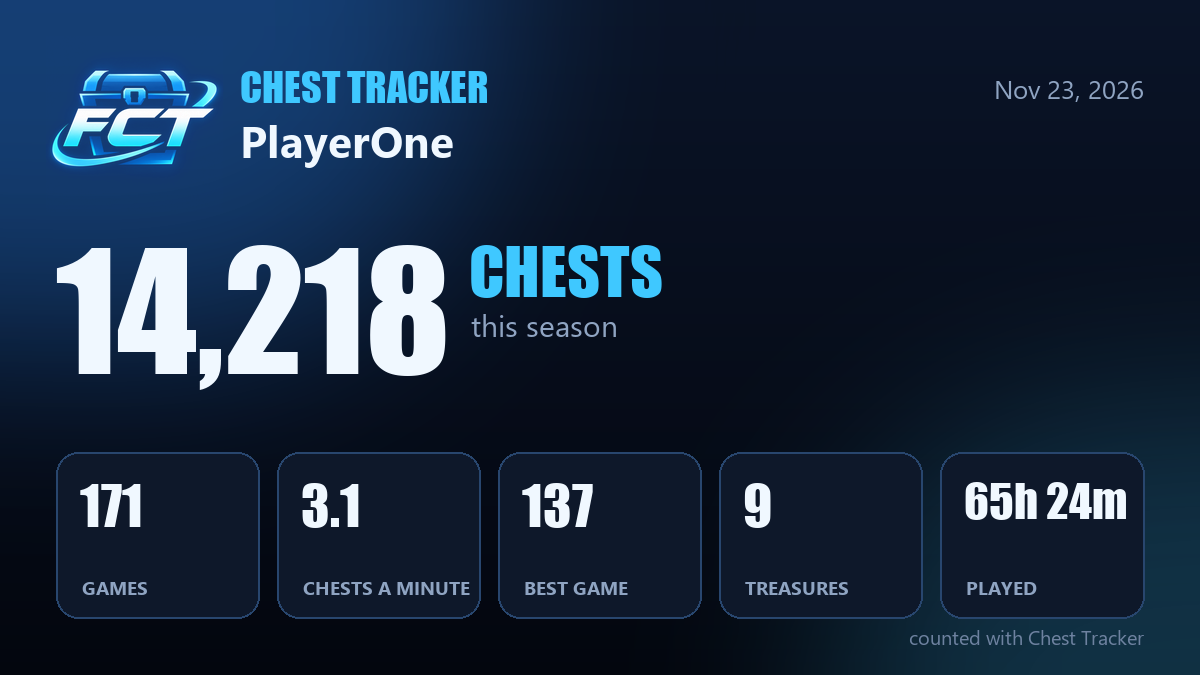 FCT
CHEST TRACKER
PlayerOne
Nov 23, 2026
14,218
CHESTS
this season
171
GAMES
3.1
CHESTS A MINUTE
137
BEST GAME
9
TREASURES
65h 24m
PLAYED
counted with Chest Tracker